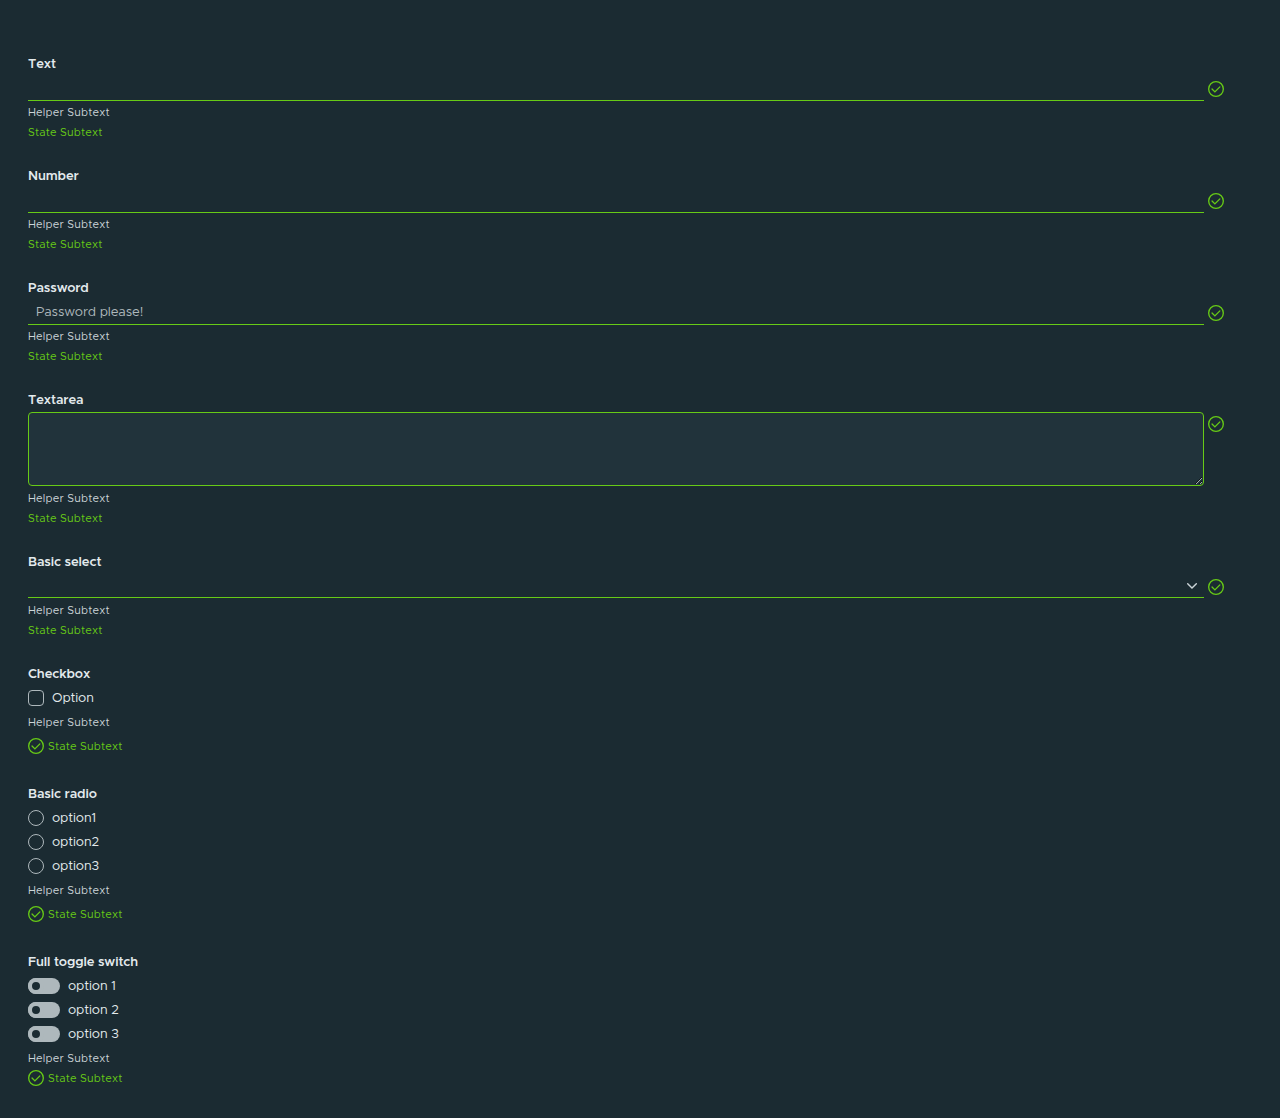 Text
Helper Subtext
State Subtext
Number
Helper Subtext
State Subtext
Password
Password please!
Helper Subtext
State Subtext
Textarea
Helper Subtext
State Subtext
Basic select
Helper Subtext
State Subtext
Checkbox
Option
Helper Subtext
State Subtext
Basic radio
option1
option2
option3
Helper Subtext
State Subtext
Full toggle switch
option 1
option 2
option 3
Helper Subtext
State Subtext